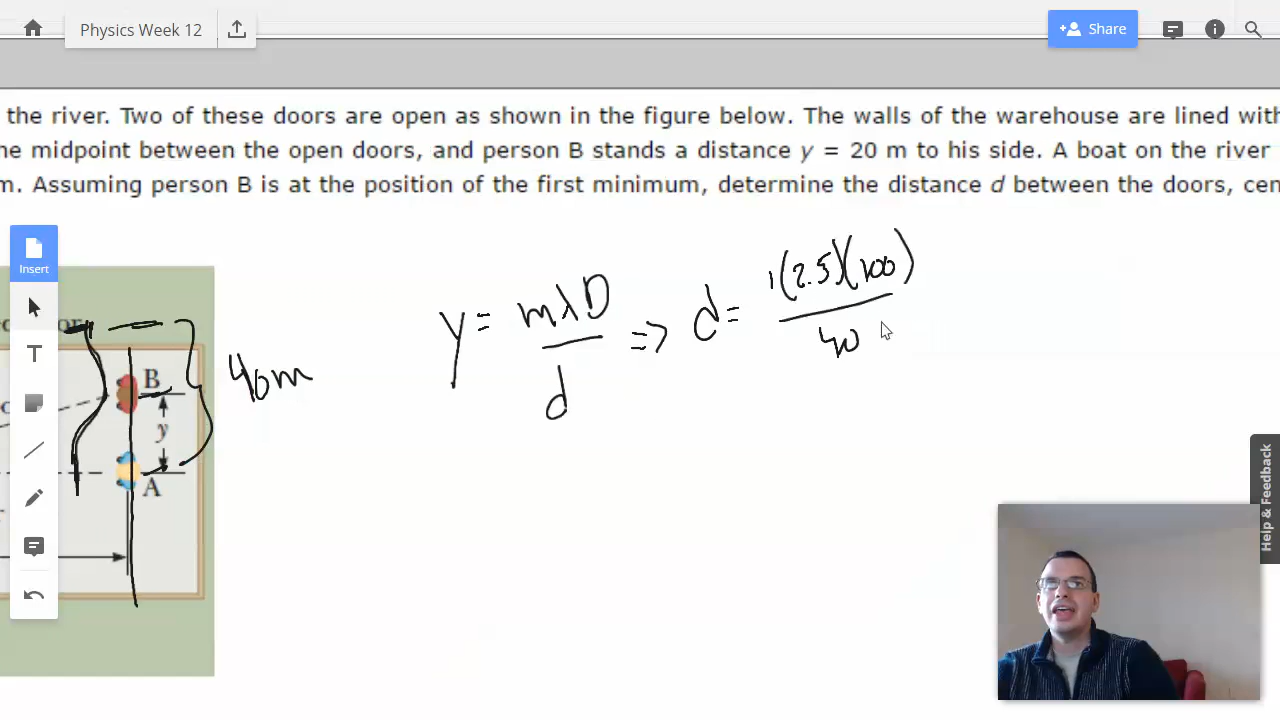 Physics Week 12
Share
the river. Two of these doors are open as shown in the figure below. The walls of the warehouse are lined with
he midpoint between the open doors, and person B stands a distance y = 20 m to his side. A boat on the river
m. Assuming person B is at the position of the first minimum, determine the distance d between the doors, cen
Insert
T
B
y
A
40m
y = mλD / d => d = 1(2.5)(100) / 40
Help & Feedback